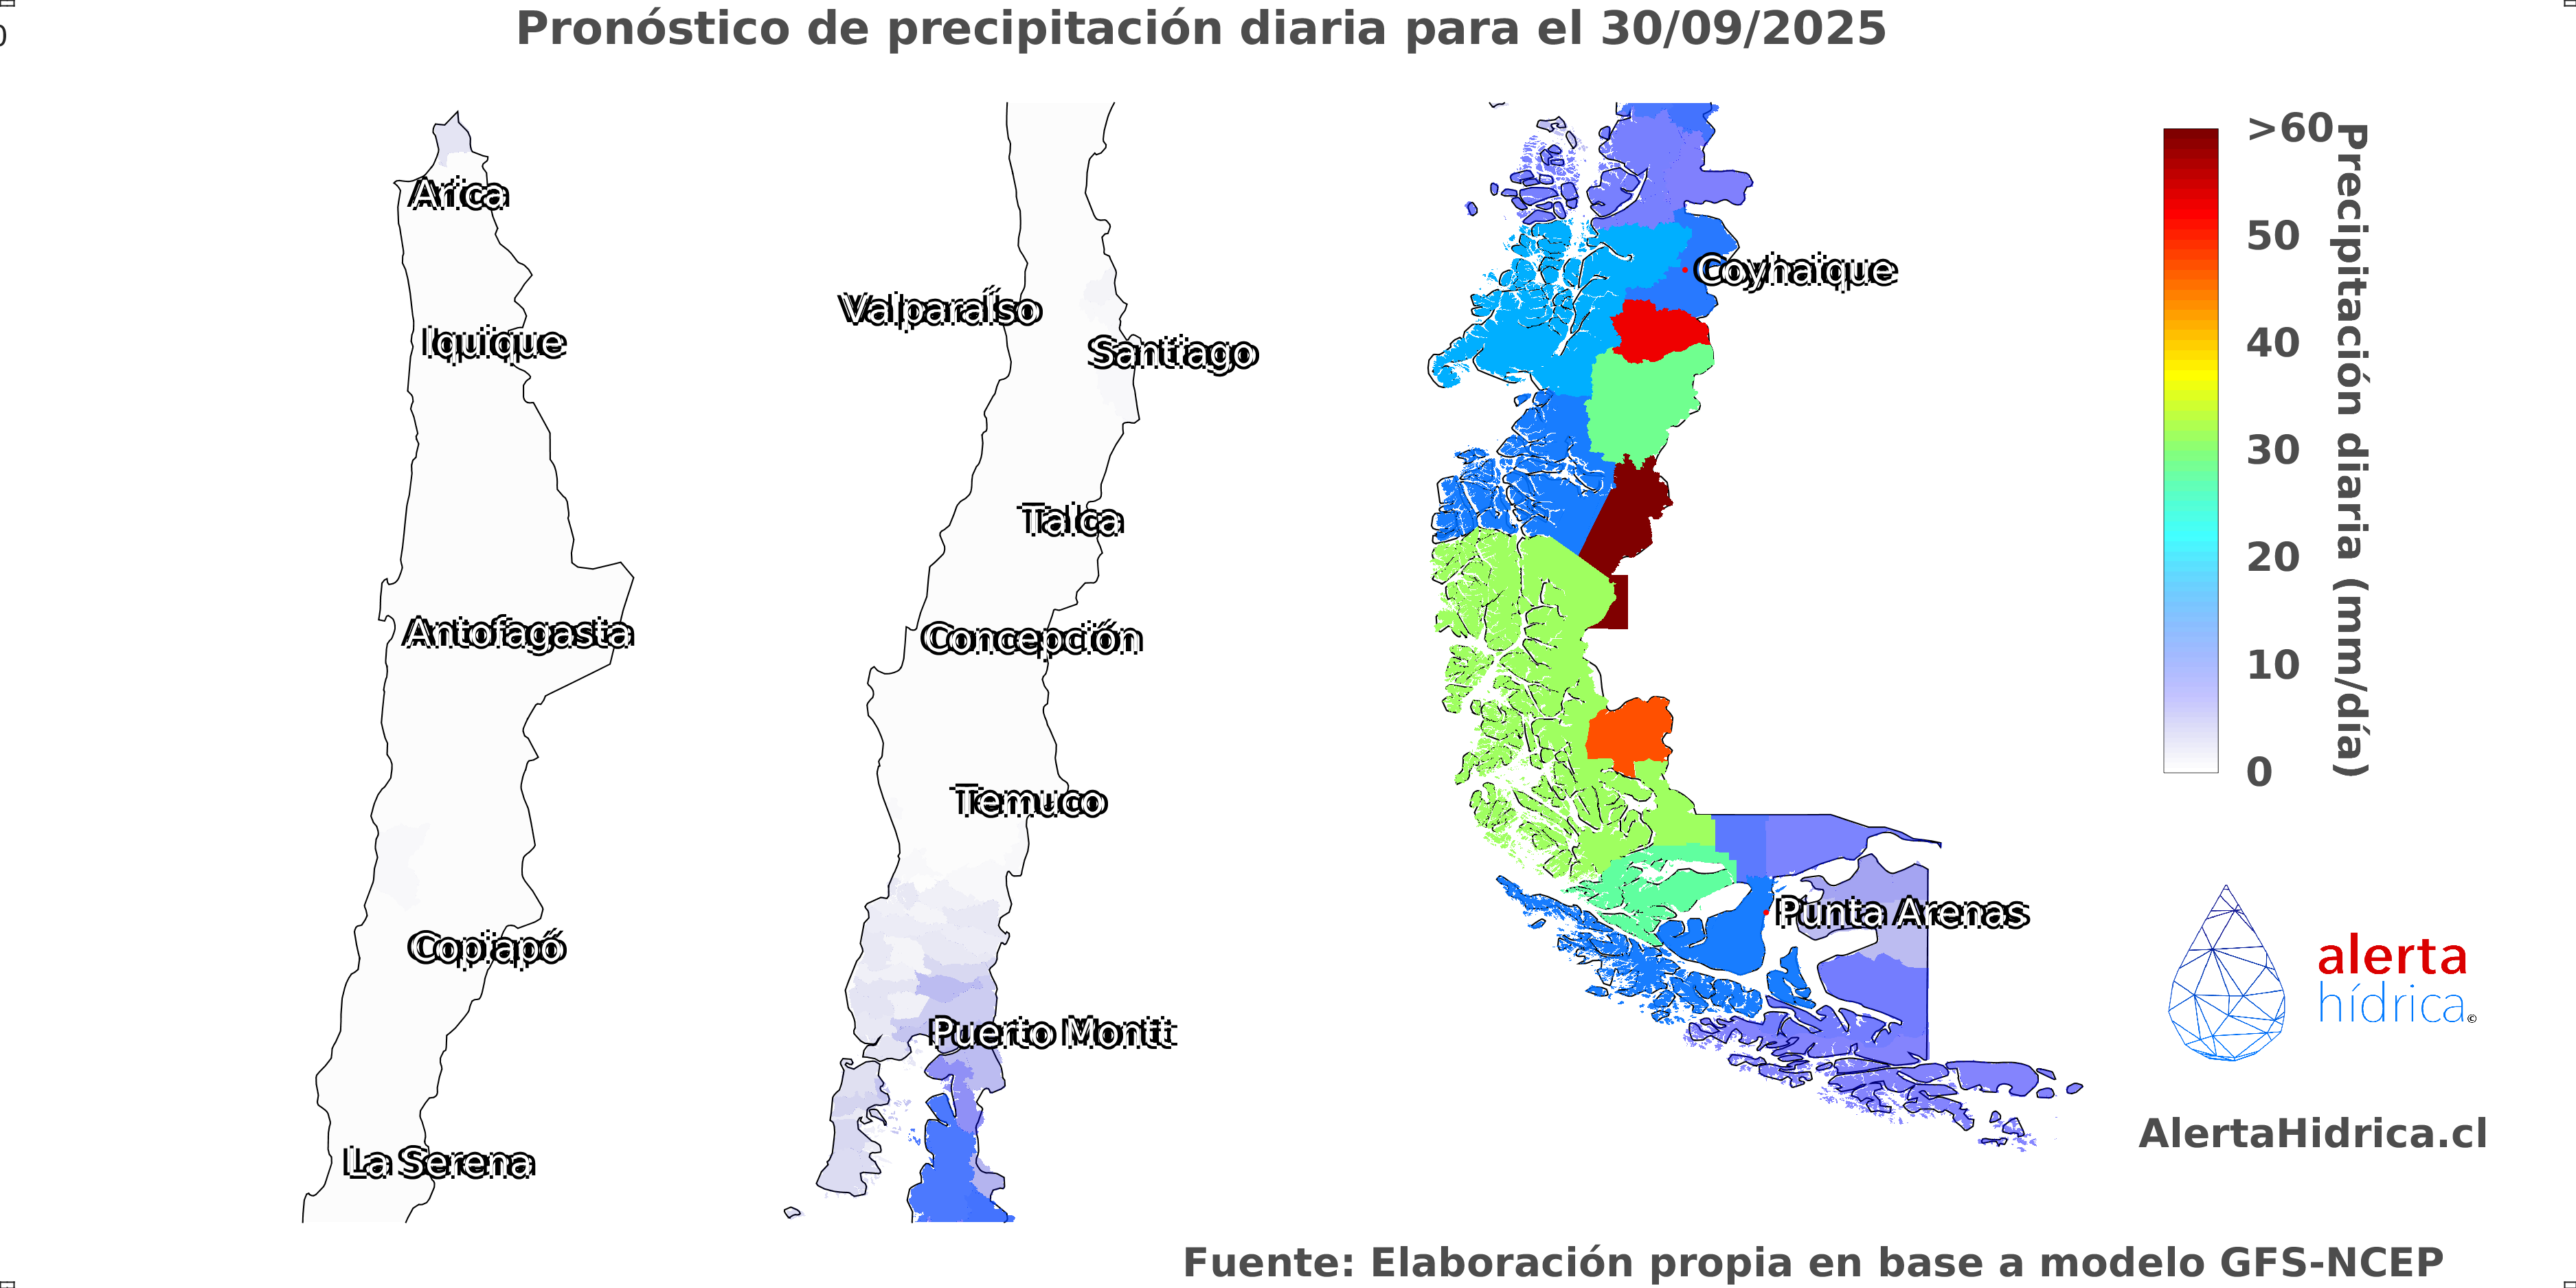 Pronóstico de precipitación diaria para el 30/09/2025
0
Arica
Iquique
Antofagasta
Copiapó
La Serena
Valparaíso
Santiago
Talca
Concepción
Temuco
Puerto Montt
Coyhaique
Punta Arenas
>60
50
40
30
20
10
0
Precipitación diaria (mm/día)
alerta
hídrica©
AlertaHidrica.cl
Fuente: Elaboración propia en base a modelo GFS-NCEP